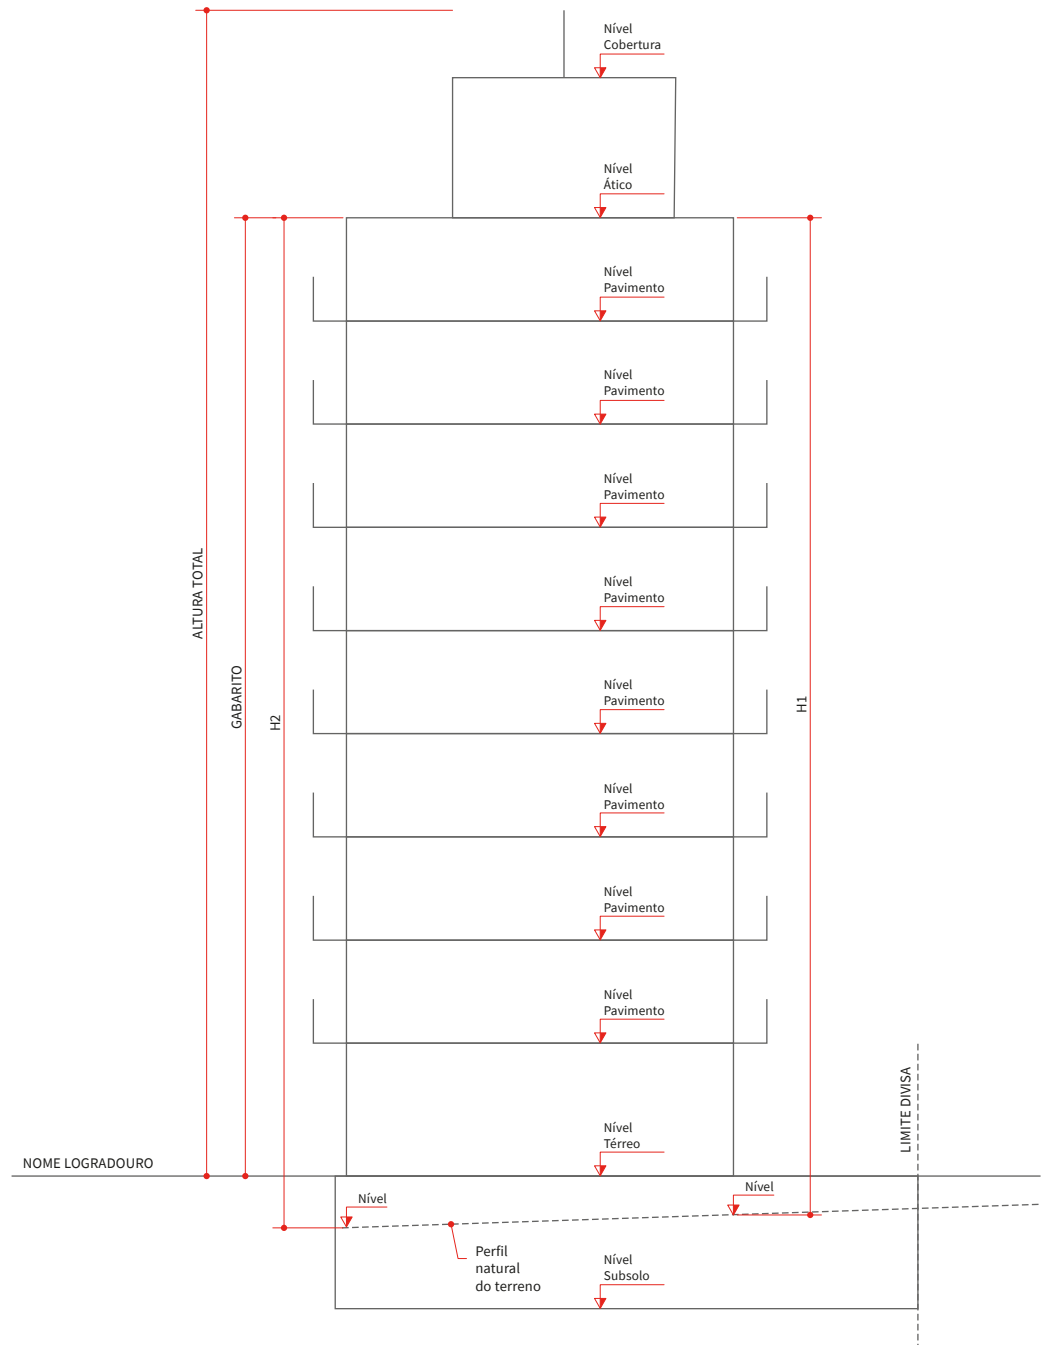 Nível
Cobertura
Nível
Ático
Nível
Pavimento
Nível
Pavimento
Nível
Pavimento
ALTURA TOTAL
Nível
Pavimento
GABARITO
H2
Nível
Pavimento
H1
Nível
Pavimento
Nível
Pavimento
Nível
Pavimento
LIMITE DIVISA
Nível
Térreo
NOME LOGRADOURO
Nível
Nível
Perfil
natural
do terreno
Nível
Subsolo